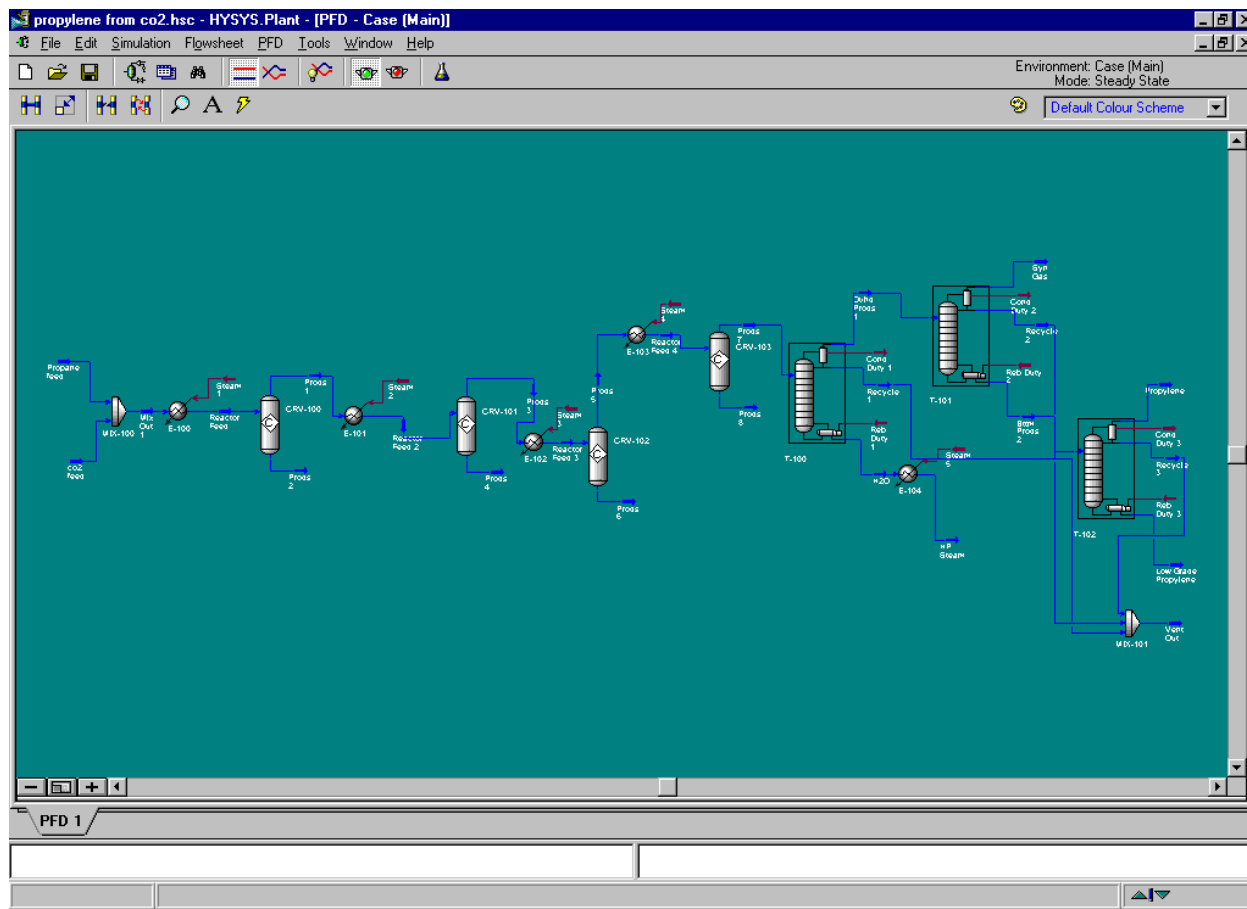 propylene from co2.hsc - HYSYS.Plant - [PFD - Case (Main)]
File Edit Simulation Flowsheet PFD Tools Window Help
Environment: Case (Main)
Mode: Steady State
A
Default Colour Scheme
Propane
Feed
co2
Feed
MIX-100
Mix
Out
1
Steam
1
E-100
Reactor
Feed
Prods
1
CRV-100
Prods
2
Steam
2
E-101
Reactor
Feed 2
CRV-101
Prods
3
Prods
4
Steam
3
E-102
Reactor
Feed 3
Prods
5
CRV-102
Prods
6
Steam
4
E-103
Reactor
Feed 4
Prods
7
CRV-103
Prods
8
Prods
1
T-100
Cond
Duty 1
Recycle
1
Reb
Duty
1
H2O
Steam
5
E-104
HP
Steam
Syn
Gas
Cond
Duty 2
Recycle
2
Reb Duty
2
T-101
Btm
Prods
2
Propylene
Cond
Duty 3
Recycle
3
Reb
Duty 3
T-102
Low Grade
Propylene
MIX-101
Vent
Out
PFD 1